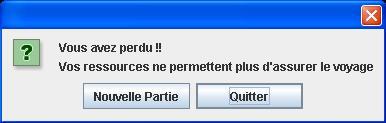 Vous avez perdu !!
Vos ressources ne permettent plus d'assurer le voyage
Nouvelle Partie
Quitter